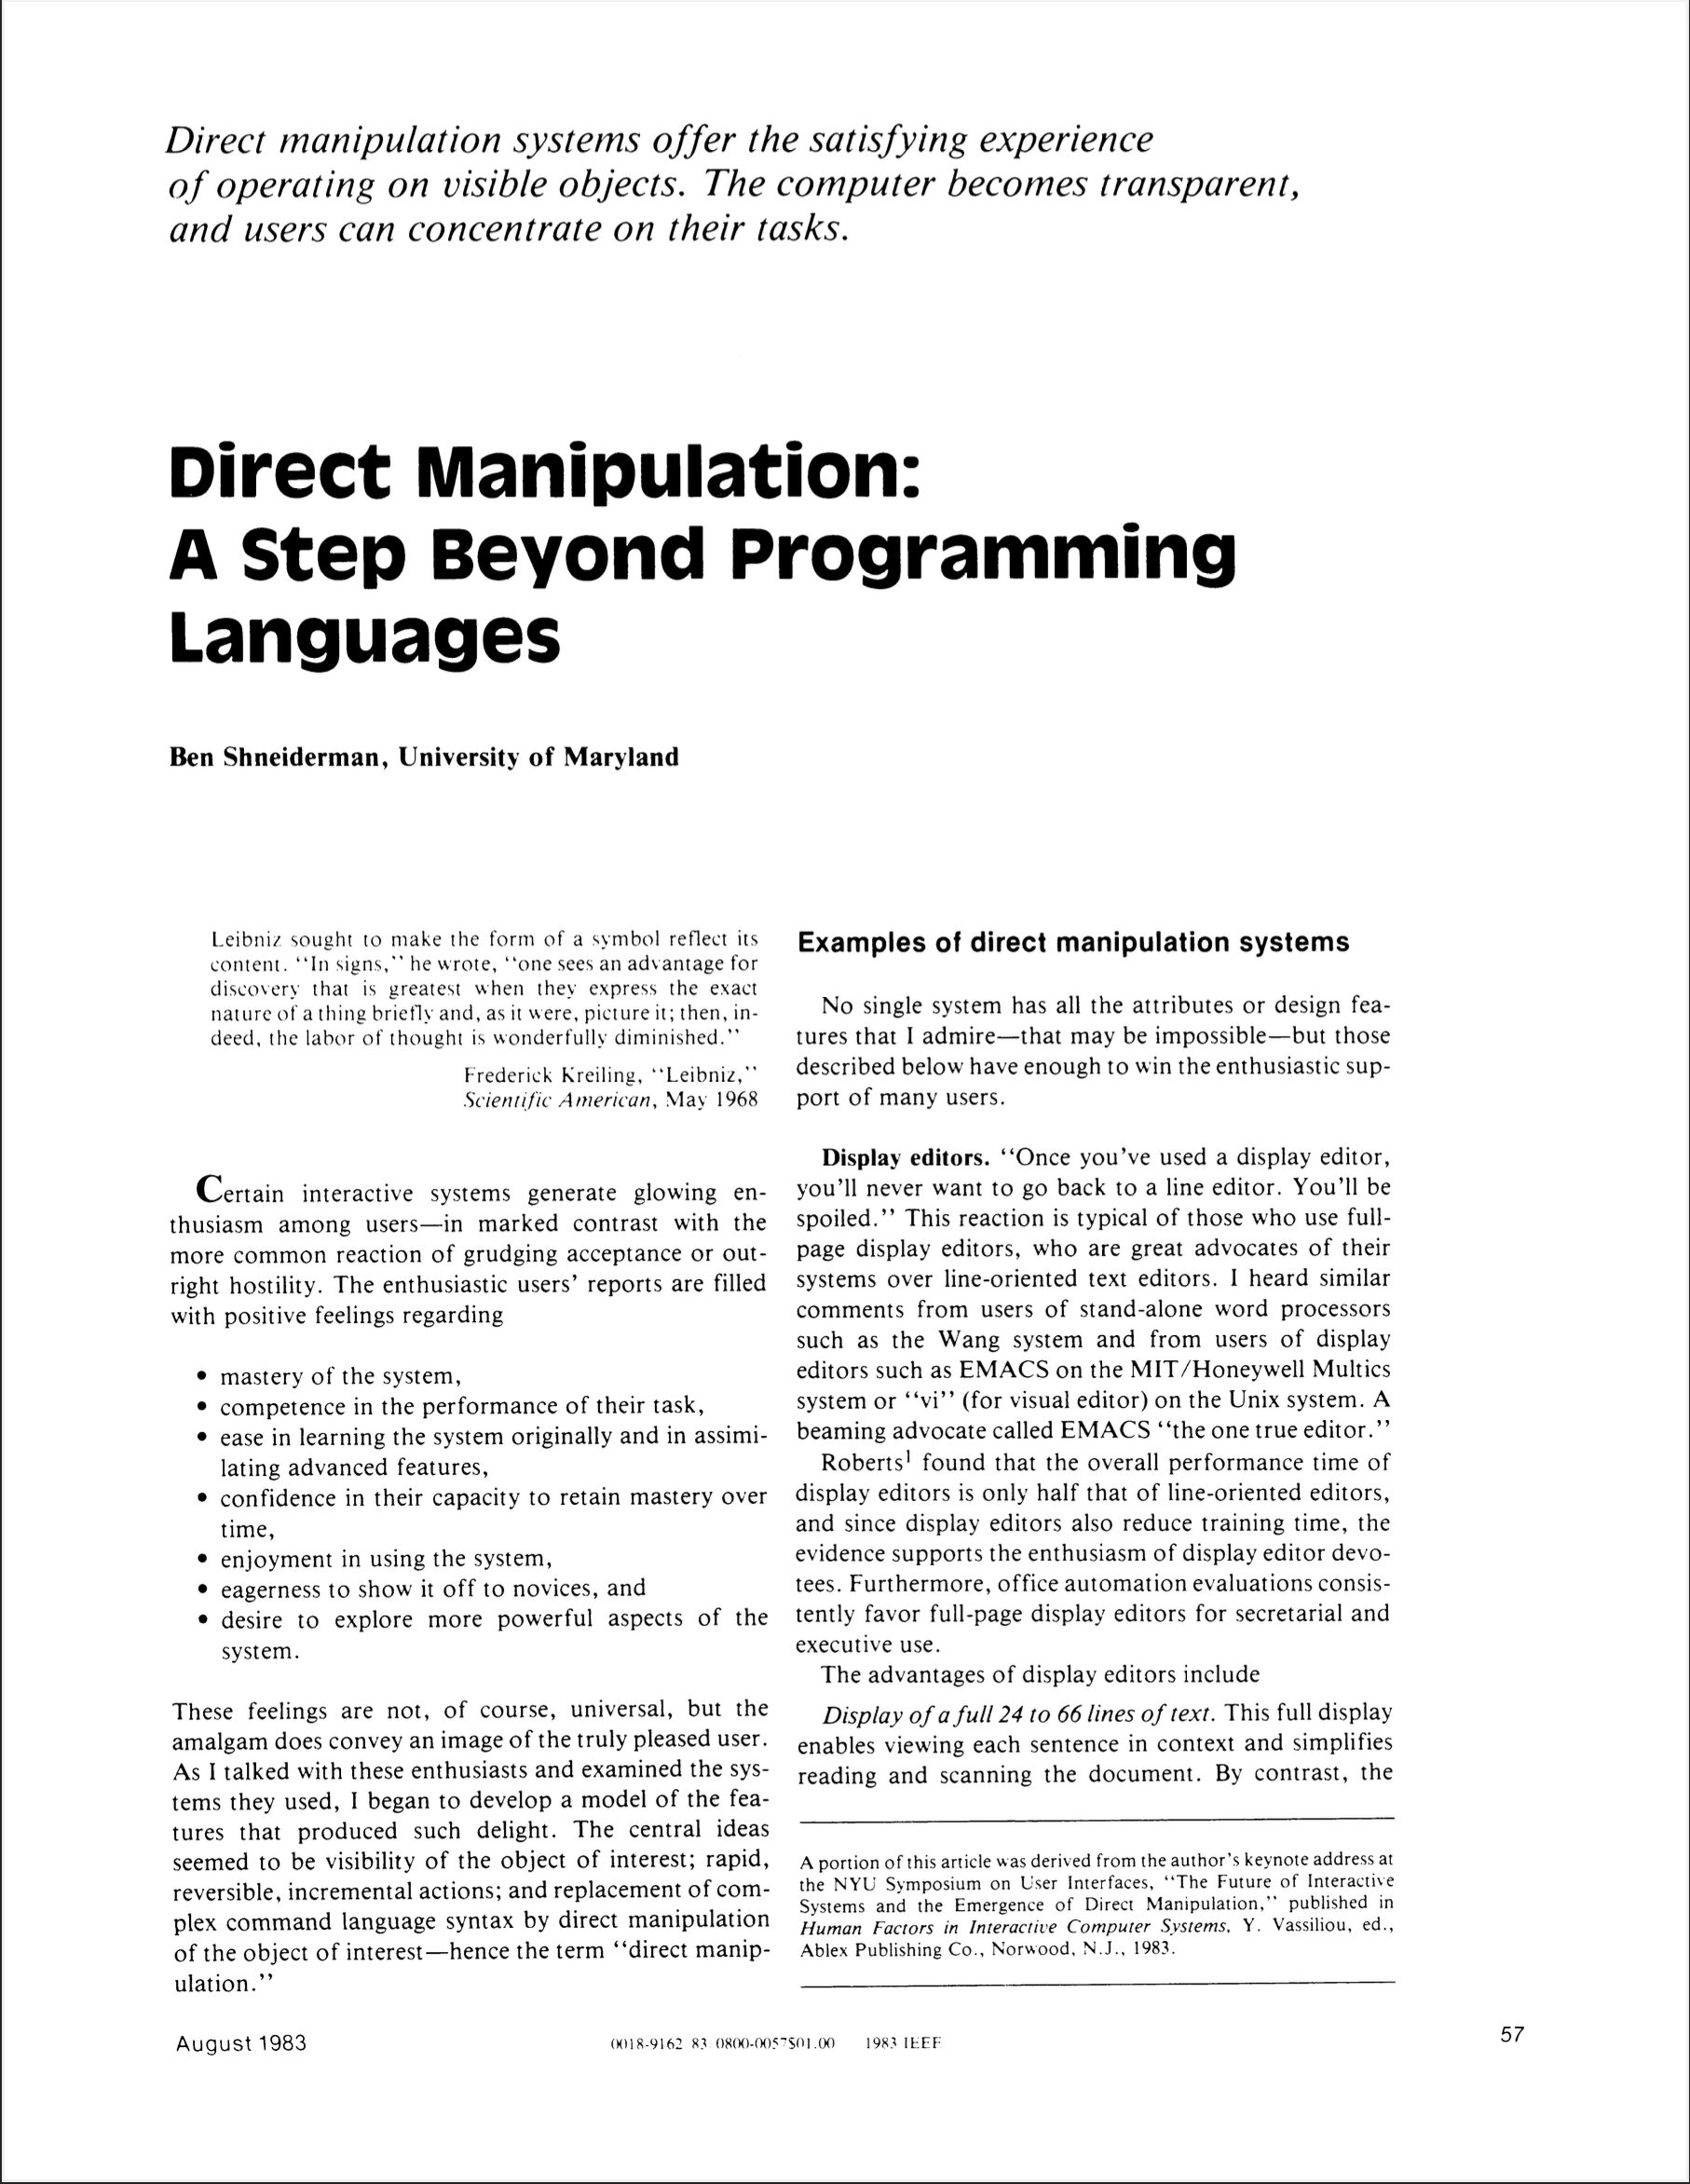 Direct manipulation systems offer the satisfying experience
of operating on visible objects. The computer becomes transparent,
and users can concentrate on their tasks.
Direct Manipulation:
A Step Beyond Programming
Languages
Ben Shneiderman, University of Maryland
Leibniz sought to make the form of a symbol reflect its
content. ‘‘In signs,’’ he wrote, ‘‘one sees an advantage for
discovery that is greatest when they express the exact
nature of a thing briefly and, as it were, picture it; then, in-
deed, the labor of thought is wonderfully diminished.’’
Frederick Kreiling, ‘‘Leibniz,’’
Scientific American, May 1968
Certain interactive systems generate glowing en-
thusiasm among users—in marked contrast with the
more common reaction of grudging acceptance or out-
right hostility. The enthusiastic users’ reports are filled
with positive feelings regarding
• mastery of the system,
• competence in the performance of their task,
• ease in learning the system originally and in assimi-
lating advanced features,
• confidence in their capacity to retain mastery over
time,
• enjoyment in using the system,
• eagerness to show it off to novices, and
• desire to explore more powerful aspects of the
system.
These feelings are not, of course, universal, but the
amalgam does convey an image of the truly pleased user.
As I talked with these enthusiasts and examined the sys-
tems they used, I began to develop a model of the fea-
tures that produced such delight. The central ideas
seemed to be visibility of the object of interest; rapid,
reversible, incremental actions; and replacement of com-
plex command language syntax by direct manipulation
of the object of interest—hence the term ‘‘direct manip-
ulation.’’
Examples of direct manipulation systems
No single system has all the attributes or design fea-
tures that I admire—that may be impossible—but those
described below have enough to win the enthusiastic sup-
port of many users.
Display editors. ‘‘Once you’ve used a display editor,
you’ll never want to go back to a line editor. You’ll be
spoiled.’’ This reaction is typical of those who use full-
page display editors, who are great advocates of their
systems over line-oriented text editors. I heard similar
comments from users of stand-alone word processors
such as the Wang system and from users of display
editors such as EMACS on the MIT/Honeywell Multics
system or ‘‘vi’’ (for visual editor) on the Unix system. A
beaming advocate called EMACS ‘‘the one true editor.’’
Roberts¹ found that the overall performance time of
display editors is only half that of line-oriented editors,
and since display editors also reduce training time, the
evidence supports the enthusiasm of display editor devo-
tees. Furthermore, office automation evaluations consis-
tently favor full-page display editors for secretarial and
executive use.
The advantages of display editors include
Display of a full 24 to 66 lines of text. This full display
enables viewing each sentence in context and simplifies
reading and scanning the document. By contrast, the
A portion of this article was derived from the author’s keynote address at
the NYU Symposium on User Interfaces, ‘‘The Future of Interactive
Systems and the Emergence of Direct Manipulation,’’ published in
Human Factors in Interactive Computer Systems, Y. Vassiliou, ed.,
Ablex Publishing Co., Norwood, N.J., 1983.
August 1983
0018-9162 83 0800-0057$01.00 1983 IEEE
57